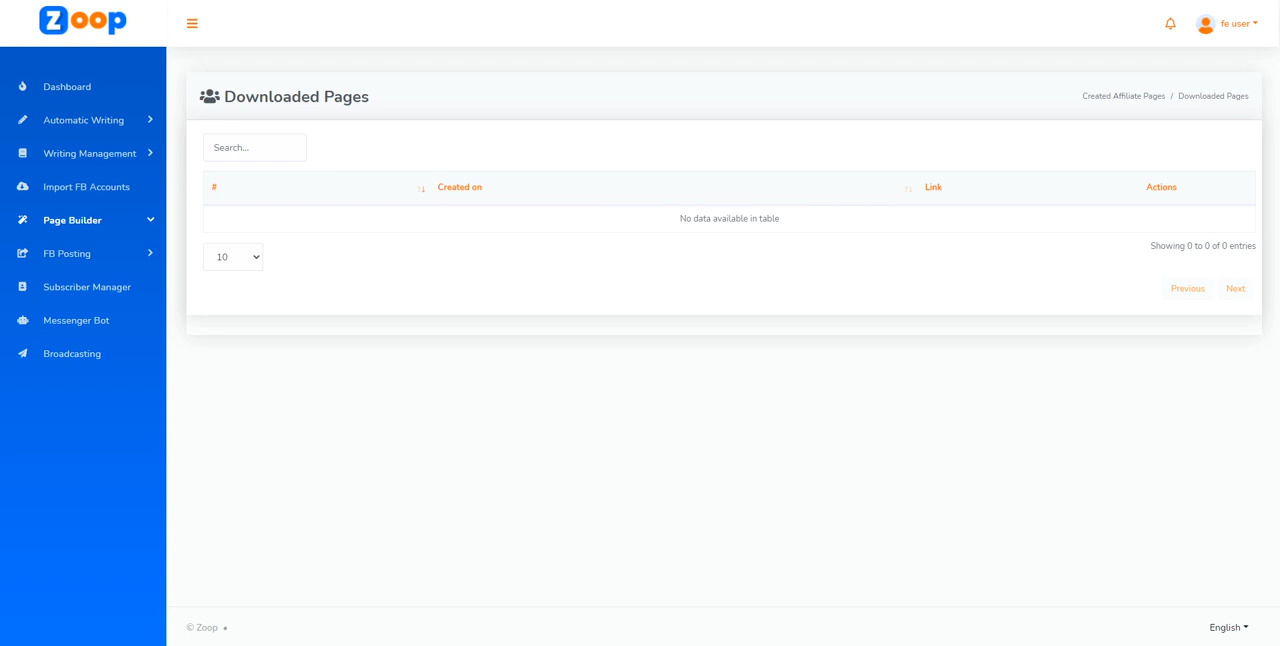 Zoop
fe user
Dashboard
Automatic Writing
Writing Management
Import FB Accounts
Page Builder
FB Posting
Subscriber Manager
Messenger Bot
Broadcasting
Downloaded Pages
Created Affiliate Pages / Downloaded Pages
Search...
# Created on Link Actions
No data available in table
10
Showing 0 to 0 of 0 entries
Previous Next
© Zoop •
English